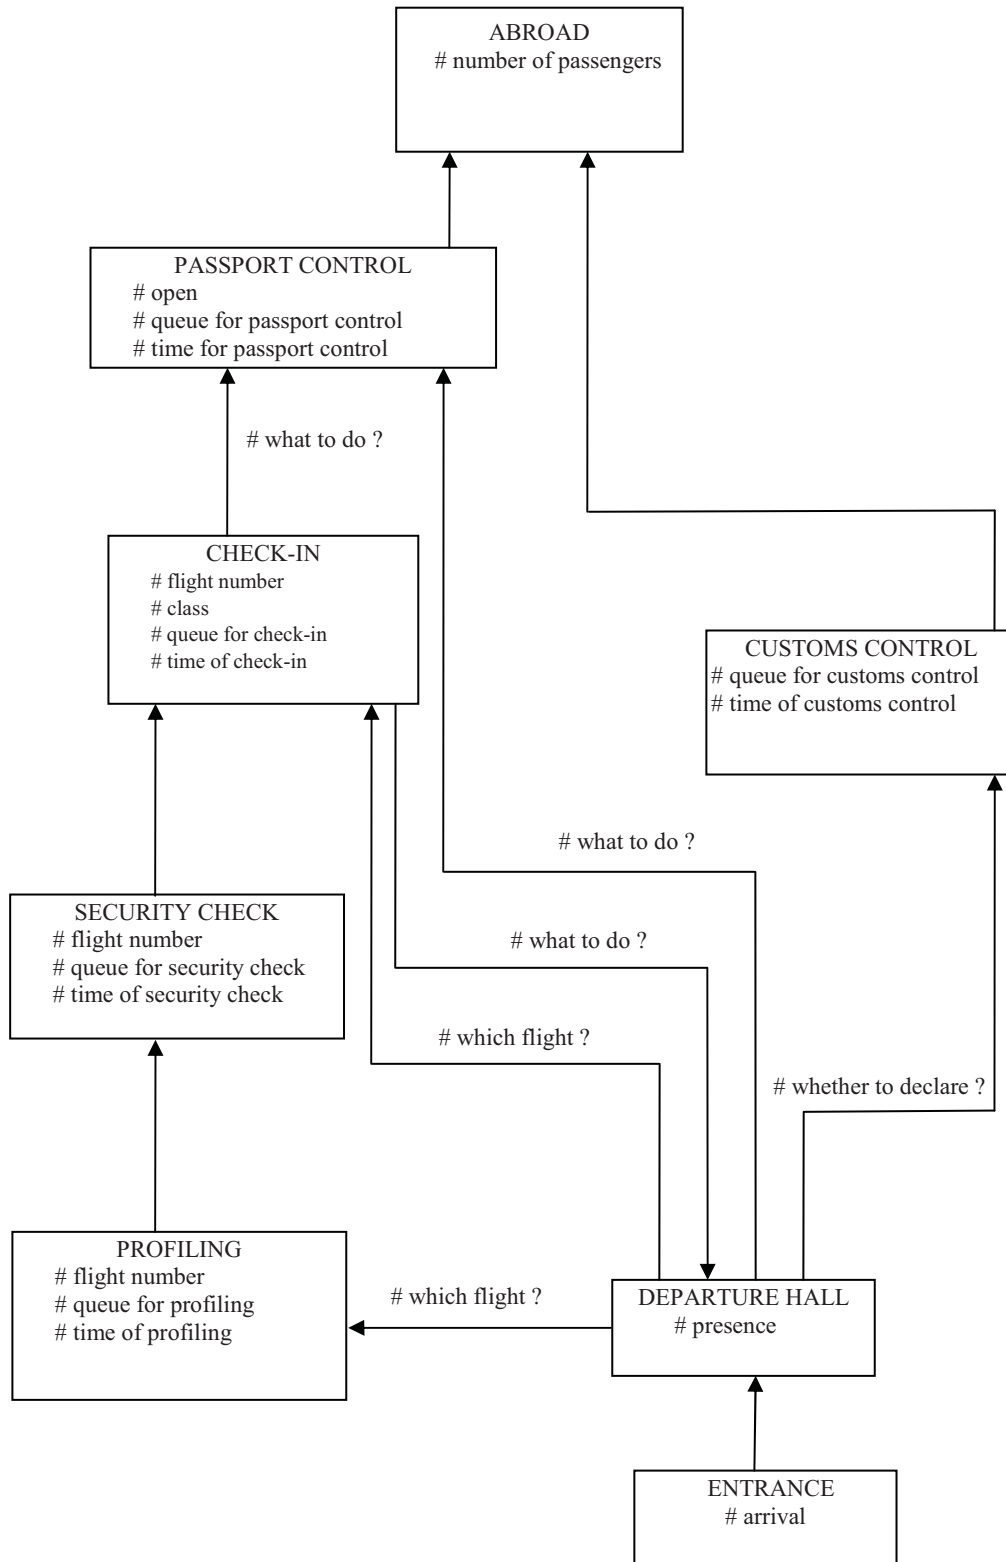 ABROAD
# number of passengers
PASSPORT CONTROL
# open
# queue for passport control
# time for passport control
# what to do ?
CHECK-IN
# flight number
# class
# queue for check-in
# time of check-in
CUSTOMS CONTROL
# queue for customs control
# time of customs control
# what to do ?
SECURITY CHECK
# flight number
# queue for security check
# time of security check
# what to do ?
# which flight ?
# whether to declare ?
PROFILING
# flight number
# queue for profiling
# time of profiling
# which flight ?
DEPARTURE HALL
# presence
ENTRANCE
# arrival